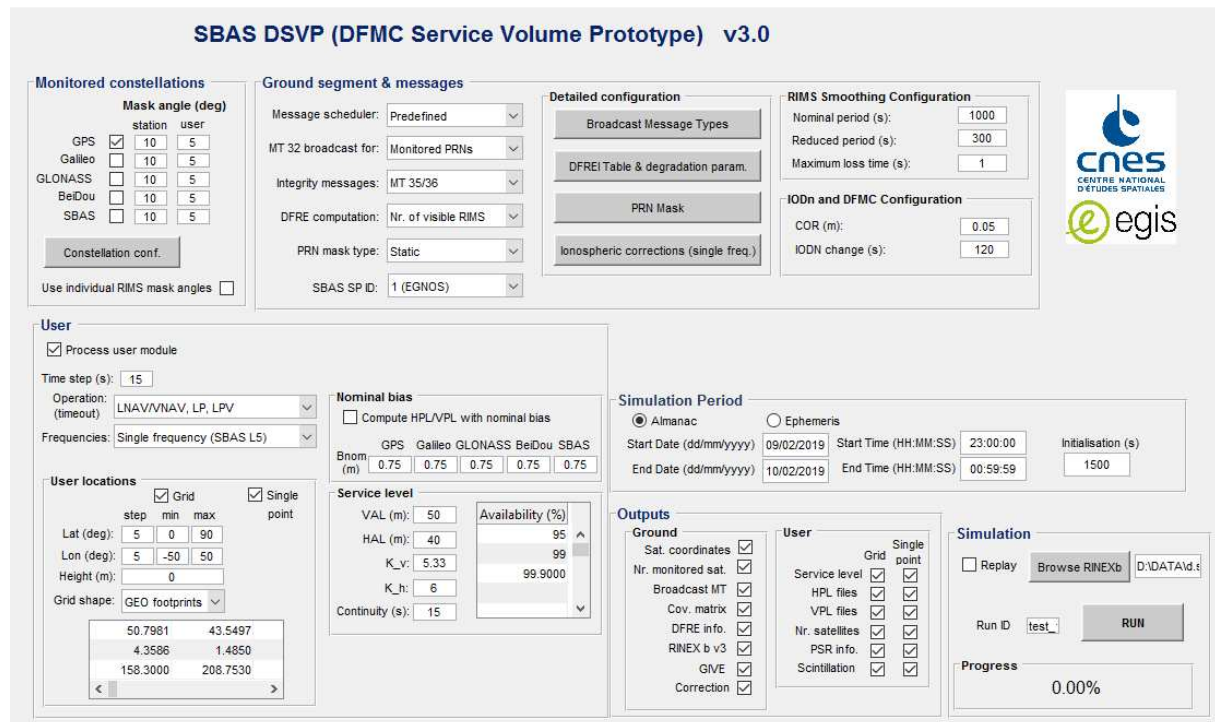 SBAS DSVP (DFMC Service Volume Prototype) v3.0
Monitored constellations
Mask angle (deg)
station user
GPS 10 5
Galileo 10 5
GLONASS 10 5
BeiDou 10 5
SBAS 10 5
Constellation conf.
Use individual RIMS mask angles
Ground segment & messages
Message scheduler: Predefined
MT 32 broadcast for: Monitored PRNs
Integrity messages: MT 35/36
DFRE computation: Nr. of visible RIMS
PRN mask type: Static
SBAS SP ID: 1 (EGNOS)
Detailed configuration
Broadcast Message Types
DFREI Table & degradation param.
PRN Mask
Ionospheric corrections (single freq.)
RIMS Smoothing Configuration
Nominal period (s): 1000
Reduced period (s): 300
Maximum loss time (s): 1
IODn and DFMC Configuration
COR (m): 0.05
IODN change (s): 120
cnes
CENTRE NATIONAL
D'ÉTUDES SPATIALES
egis
User
Process user module
Time step (s): 15
Operation: (timeout) LNAV/VNAV, LP, LPV
Frequencies: Single frequency (SBAS L5)
User locations
Grid
Single point
step min max
Lat (deg): 5 0 90
Lon (deg): 5 -50 50
Height (m): 0
Grid shape: GEO footprints
50.7981 43.5497
4.3586 1.4850
158.3000 208.7530
Nominal bias
Compute HPL/VPL with nominal bias
GPS Galileo GLONASS BeiDou SBAS
Bnom (m) 0.75 0.75 0.75 0.75 0.75
Service level
VAL (m): 50
HAL (m): 40
K_v: 5.33
K_h: 6
Continuity (s): 15
Availability (%)
95
99
99.9000
Simulation Period
Almanac
Ephemeris
Start Date (dd/mm/yyyy) 09/02/2019 Start Time (HH:MM:SS) 23:00:00
End Date (dd/mm/yyyy) 10/02/2019 End Time (HH:MM:SS) 00:59:59
Initialisation (s)
1500
Outputs
Ground
Sat. coordinates
Nr. monitored sat.
Broadcast MT
Cov. matrix
DFRE info.
RINEX b v3
GIVE
Correction
User
Grid Single point
Service level
HPL files
VPL files
Nr. satellites
PSR info.
Scintillation
Simulation
Replay
Browse RINEXb
D:\DATA\d.s
Run ID test_
RUN
Progress
0.00%